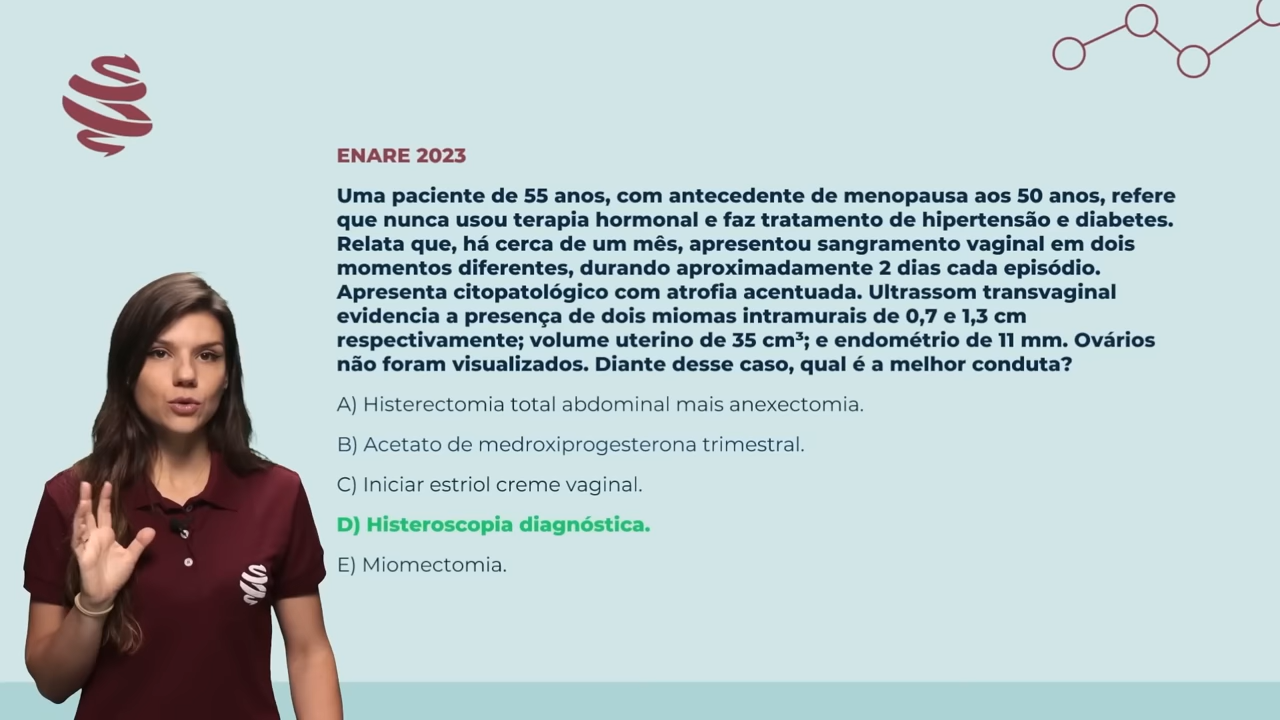 ENARE 2023
Uma paciente de 55 anos, com antecedente de menopausa aos 50 anos, refere
que nunca usou terapia hormonal e faz tratamento de hipertensão e diabetes.
Relata que, há cerca de um mês, apresentou sangramento vaginal em dois
momentos diferentes, durando aproximadamente 2 dias cada episódio.
Apresenta citopatológico com atrofia acentuada. Ultrassom transvaginal
evidencia a presença de dois miomas intramurais de 0,7 e 1,3 cm
respectivamente; volume uterino de 35 cm³; e endométrio de 11 mm. Ovários
não foram visualizados. Diante desse caso, qual é a melhor conduta?
A) Histerectomia total abdominal mais anexectomia.
B) Acetato de medroxiprogesterona trimestral.
C) Iniciar estriol creme vaginal.
D) Histeroscopia diagnóstica.
E) Miomectomia.